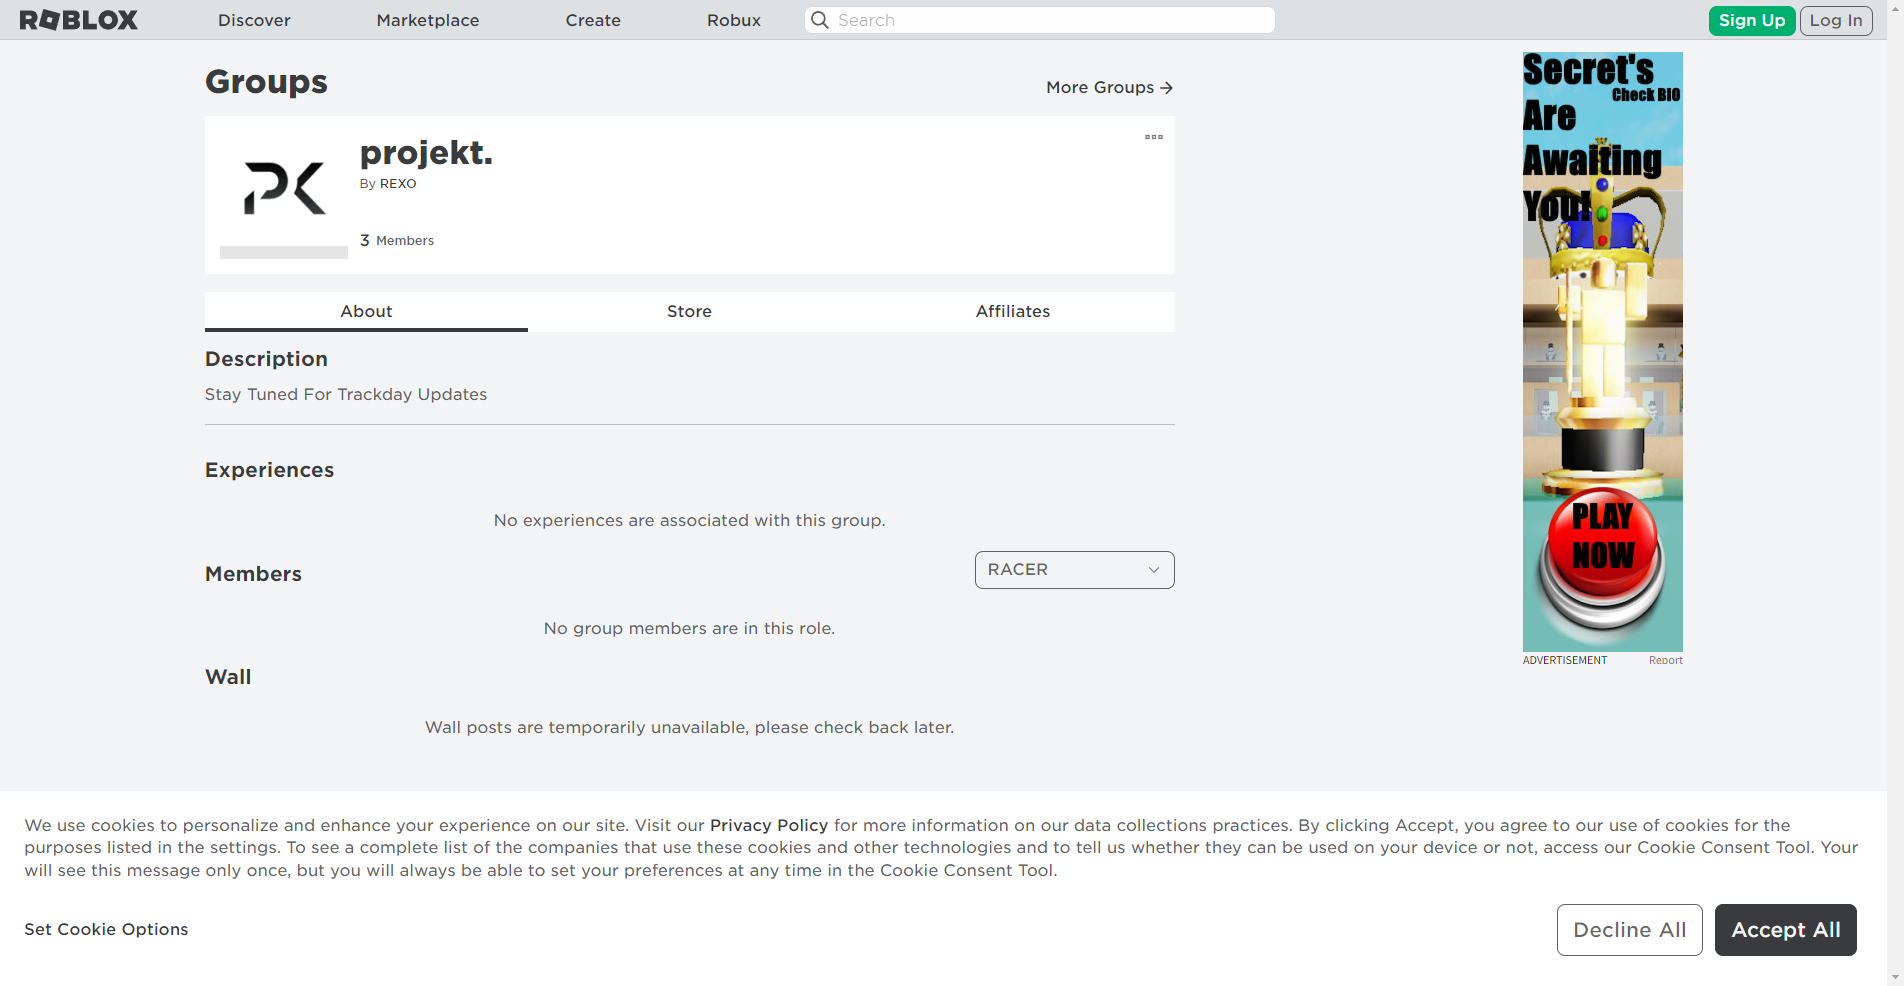 ROBLOX
Discover
Marketplace
Create
Robux
Search
Sign Up
Log In
Groups
More Groups →
PK
projekt.
By REXO
3 Members
About
Store
Affiliates
Description
Stay Tuned For Trackday Updates
Experiences
No experiences are associated with this group.
Members
RACER
No group members are in this role.
Wall
Wall posts are temporarily unavailable, please check back later.
Secret's
Check BIO
Are
Awaiting
You!
PLAY
NOW
ADVERTISEMENT
Report
We use cookies to personalize and enhance your experience on our site. Visit our Privacy Policy for more information on our data collections practices. By clicking Accept, you agree to our use of cookies for the
purposes listed in the settings. To see a complete list of the companies that use these cookies and other technologies and to tell us whether they can be used on your device or not, access our Cookie Consent Tool. Your
will see this message only once, but you will always be able to set your preferences at any time in the Cookie Consent Tool.
Set Cookie Options
Decline All
Accept All